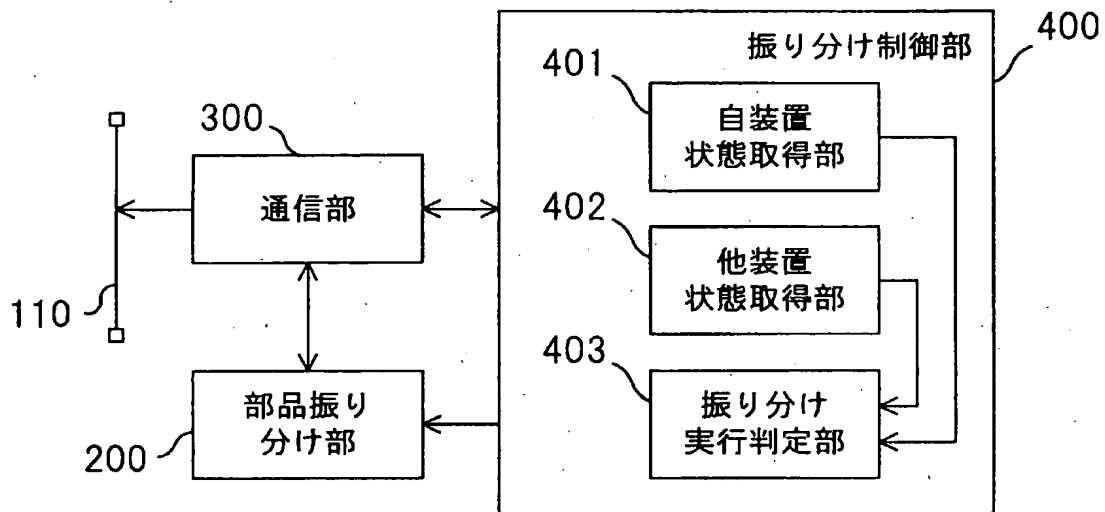 400
振り分け制御部
401
自装置
状態取得部
300
通信部
402
他装置
状態取得部
110
403
部品振り
分け部
振り分け
実行判定部
200